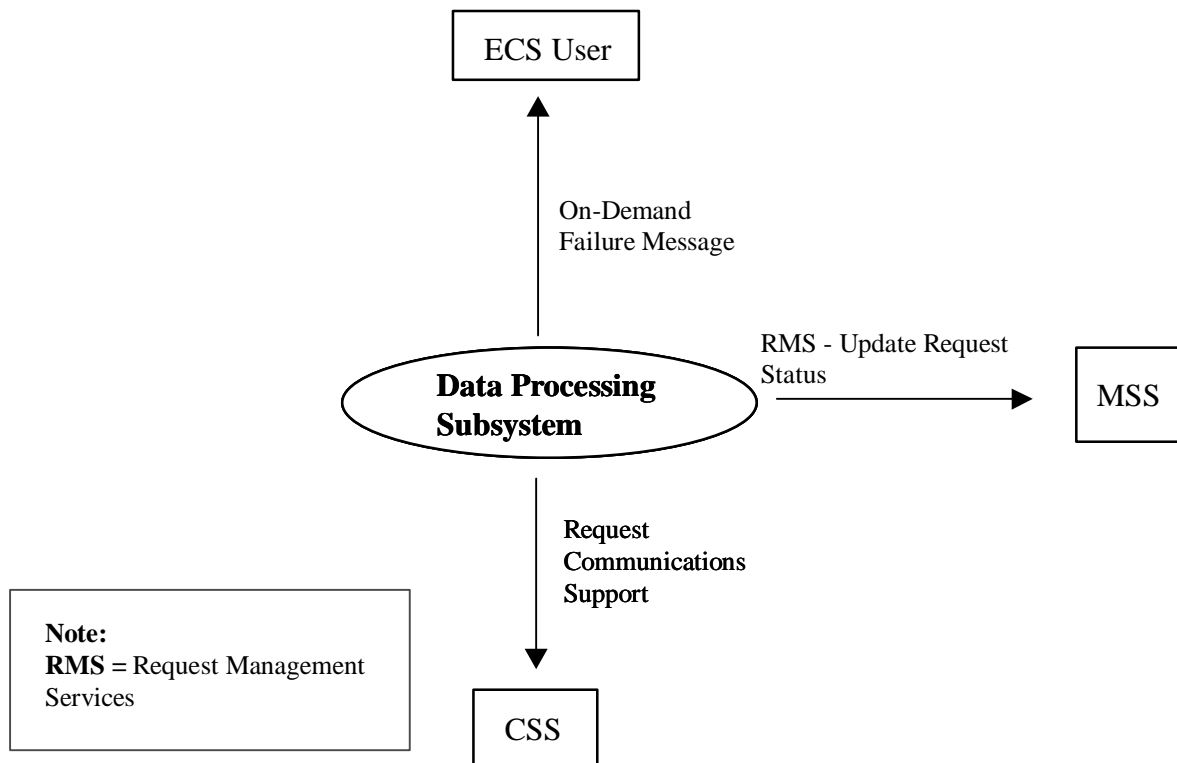 ECS User
On-Demand
Failure Message
RMS - Update Request
Status
Data Processing
Subsystem
MSS
Request
Communications
Support
Note:
RMS = Request Management
Services
CSS